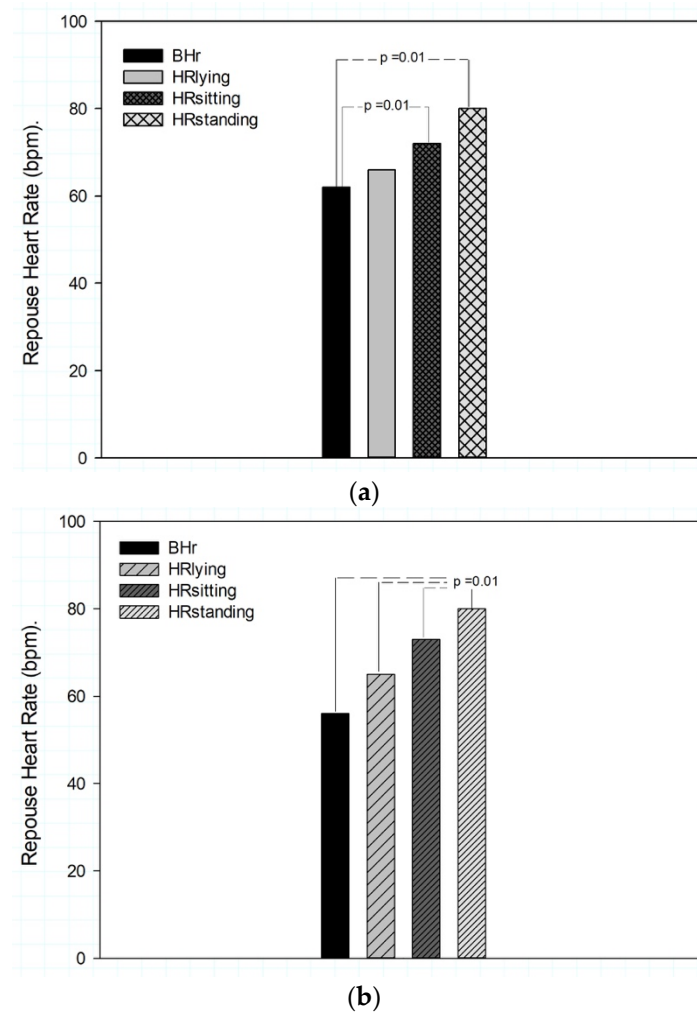 100
80
60
40
20
0
Repouse Heart Rate (bpm).
BHr
HRlying
HRsitting
HRstanding
p =0.01
p =0.01
(a)
100
80
60
40
20
0
Repouse Heart Rate (bpm).
BHr
HRlying
HRsitting
HRstanding
p =0.01
(b)